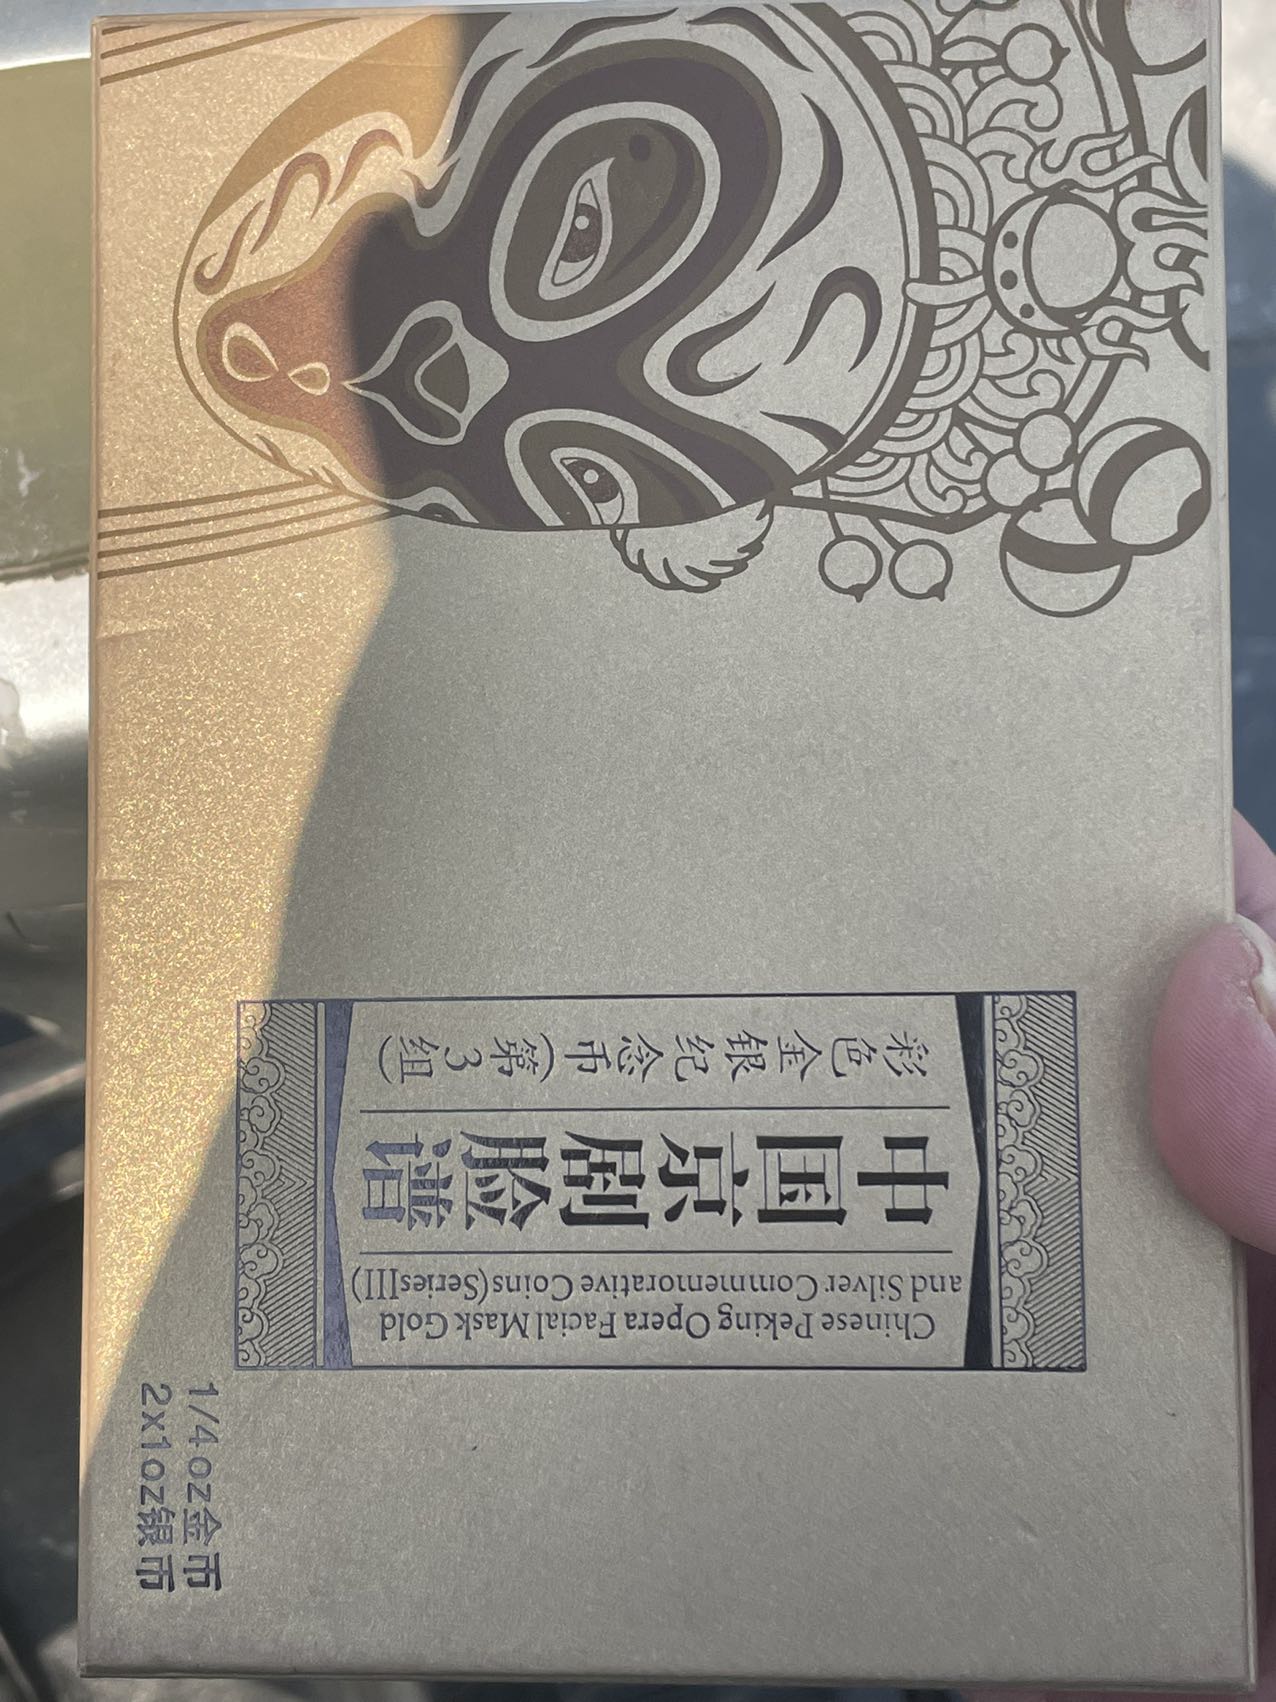 彩色金银纪念币(第3组)
中国京剧脸谱
Chinese Peking Opera Facial Mask Gold
and Silver Commemorative Coins(SeriesIII)
1/4oz金币
2x1oz银币